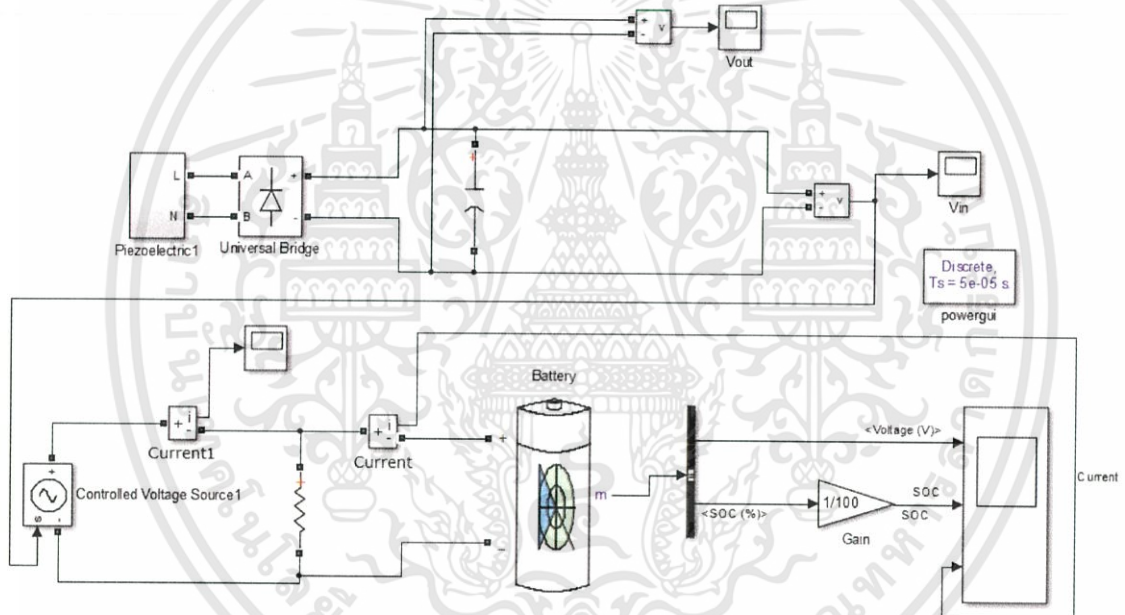 +
-
v
Vout
L
N
Piezoelectric1
A
B
+
-
Universal Bridge
+
+
-
v
Vin
Discrete,
Ts = 5e-05 s.
powergui
+
i
-
Current1
+
i
-
Current
Battery
+
-
m
<Voltage (V)>
<SOC (%)>
1/100
Gain
SOC
SOC
Current
+
s
-
Controlled Voltage Source1
+